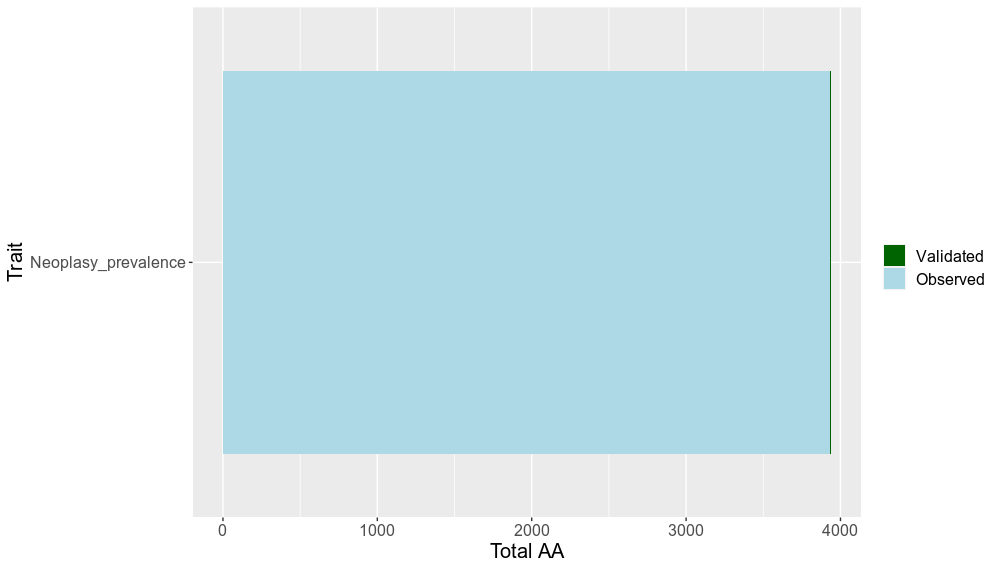 Trait
Neoplasy_prevalence
0 1000 2000 3000 4000
Total AA
Validated
Observed